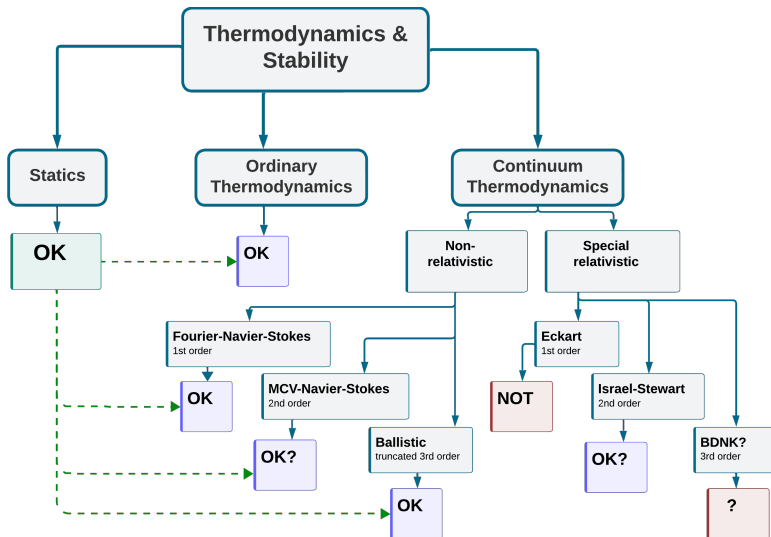 Thermodynamics &
Stability
Statics
Ordinary
Thermodynamics
Continuum
Thermodynamics
OK
OK
Non-
relativistic
Special
relativistic
Fourier-Navier-Stokes
1st order
Eckart
1st order
OK
MCV-Navier-Stokes
2nd order
NOT
Israel-Stewart
2nd order
OK?
Ballistic
truncated 3rd order
OK?
BDNK?
3rd order
OK
?